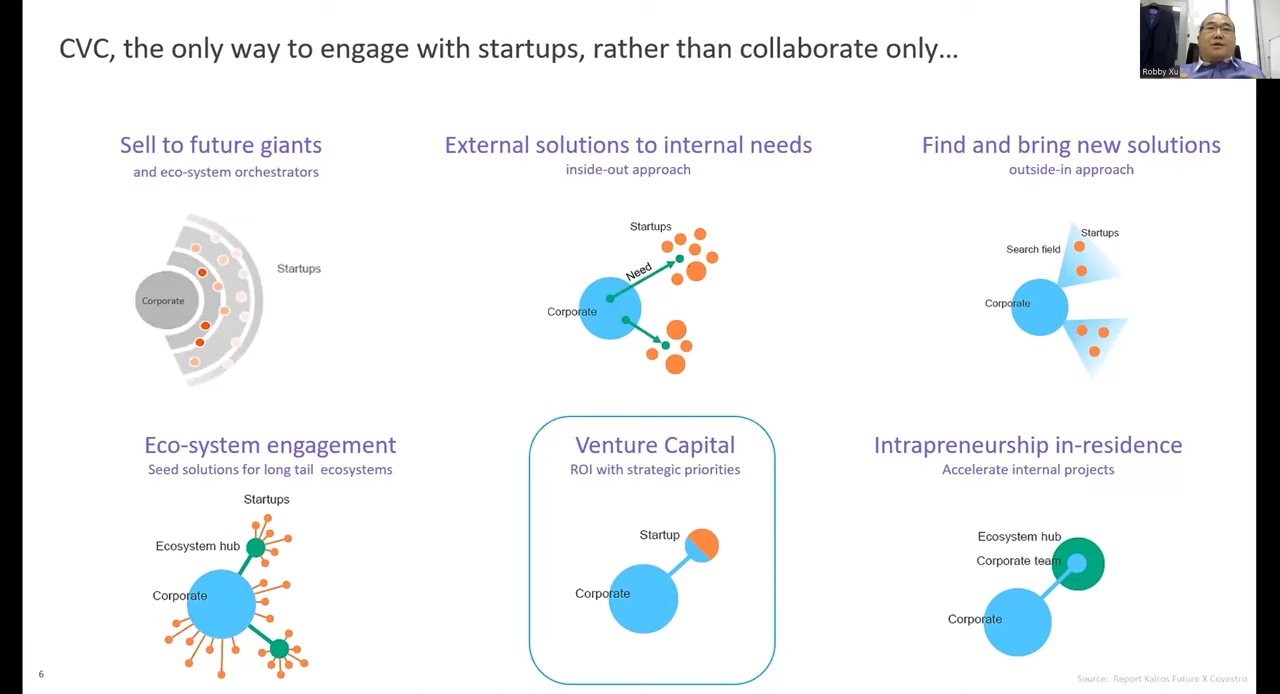 CVC, the only way to engage with startups, rather than collaborate only...
Robby Xu
Sell to future giants
and eco-system orchestrators
Corporate
Startups
External solutions to internal needs
inside-out approach
Startups
Need
Corporate
Find and bring new solutions
outside-in approach
Startups
Search field
Corporate
Eco-system engagement
Seed solutions for long tail ecosystems
Startups
Ecosystem hub
Corporate
Venture Capital
ROI with strategic priorities
Startup
Corporate
Intrapreneurship in-residence
Accelerate internal projects
Ecosystem hub
Corporate team
Corporate
6
Source: Report Kairos Future X Covestro